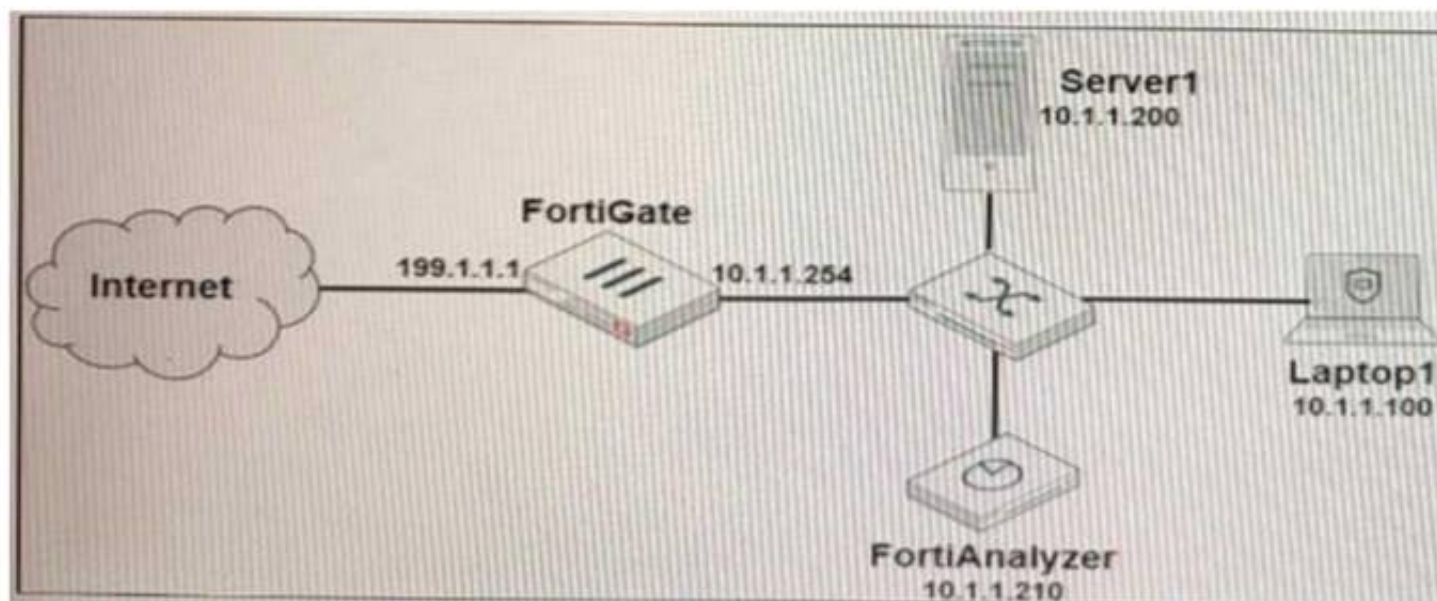 Server1
10.1.1.200
FortiGate
199.1.1.1
10.1.1.254
Internet
Laptop1
10.1.1.100
FortiAnalyzer
10.1.1.210